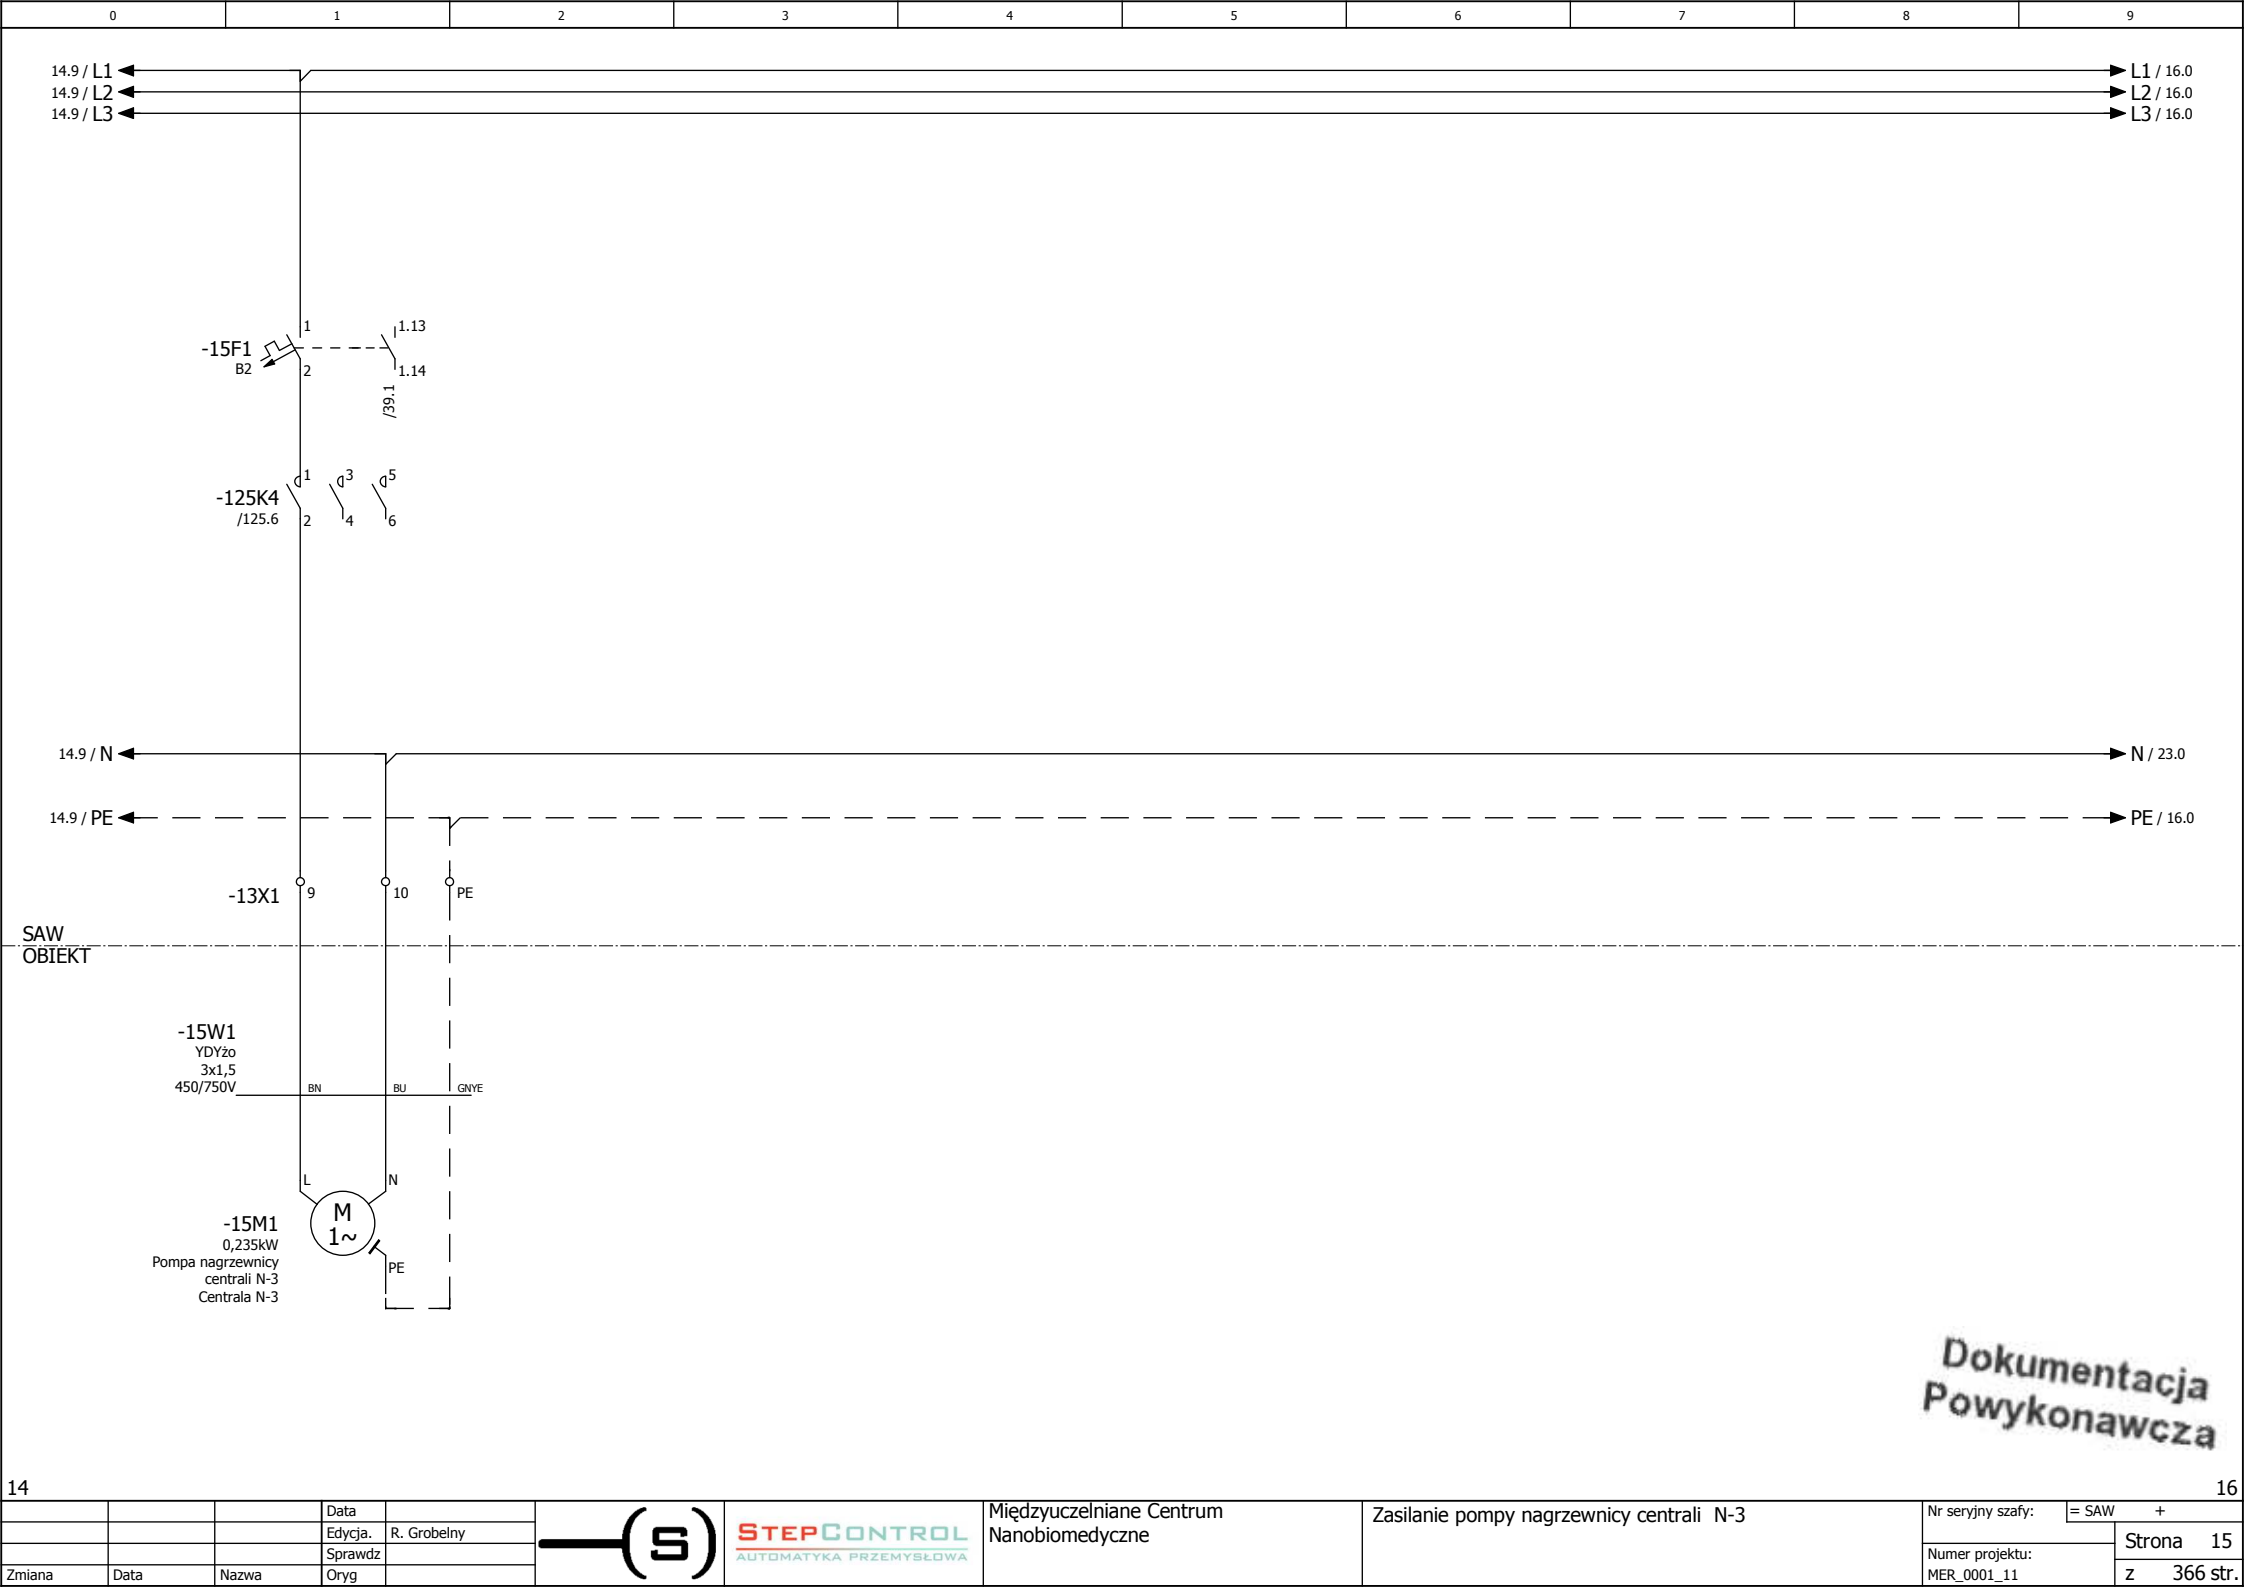 0 1 2 3 4 5 6 7 8 9
14.9 / L1 L1 / 16.0
14.9 / L2 L2 / 16.0
14.9 / L3 L3 / 16.0
1 1.13
-15F1
B2
2 1.14
/39.1
1 3 5
-125K4
/125.6
2 4 6
14.9 / N N / 23.0
14.9 / PE PE / 16.0
-13X1 9 10 PE
SAW
OBIEKT
-15W1
YDYżo
3x1,5
450/750V BN BU GNYE
L N
M
1~
-15M1
0,235kW
Pompa nagrzewnicy
centrali N-3
Centrala N-3
PE
Dokumentacja
Powykonawcza
14 16
Data
Edycja. R. Grobelny
Sprawdz
Zmiana Data Nazwa Oryg
(S)
STEPCONTROL
AUTOMATYKA PRZEMYSŁOWA
Międzyuczelniane Centrum
Nanobiomedyczne
Zasilanie pompy nagrzewnicy centrali N-3
Nr seryjny szafy: = SAW +
Strona 15
Numer projektu:
MER_0001_11
z 366 str.